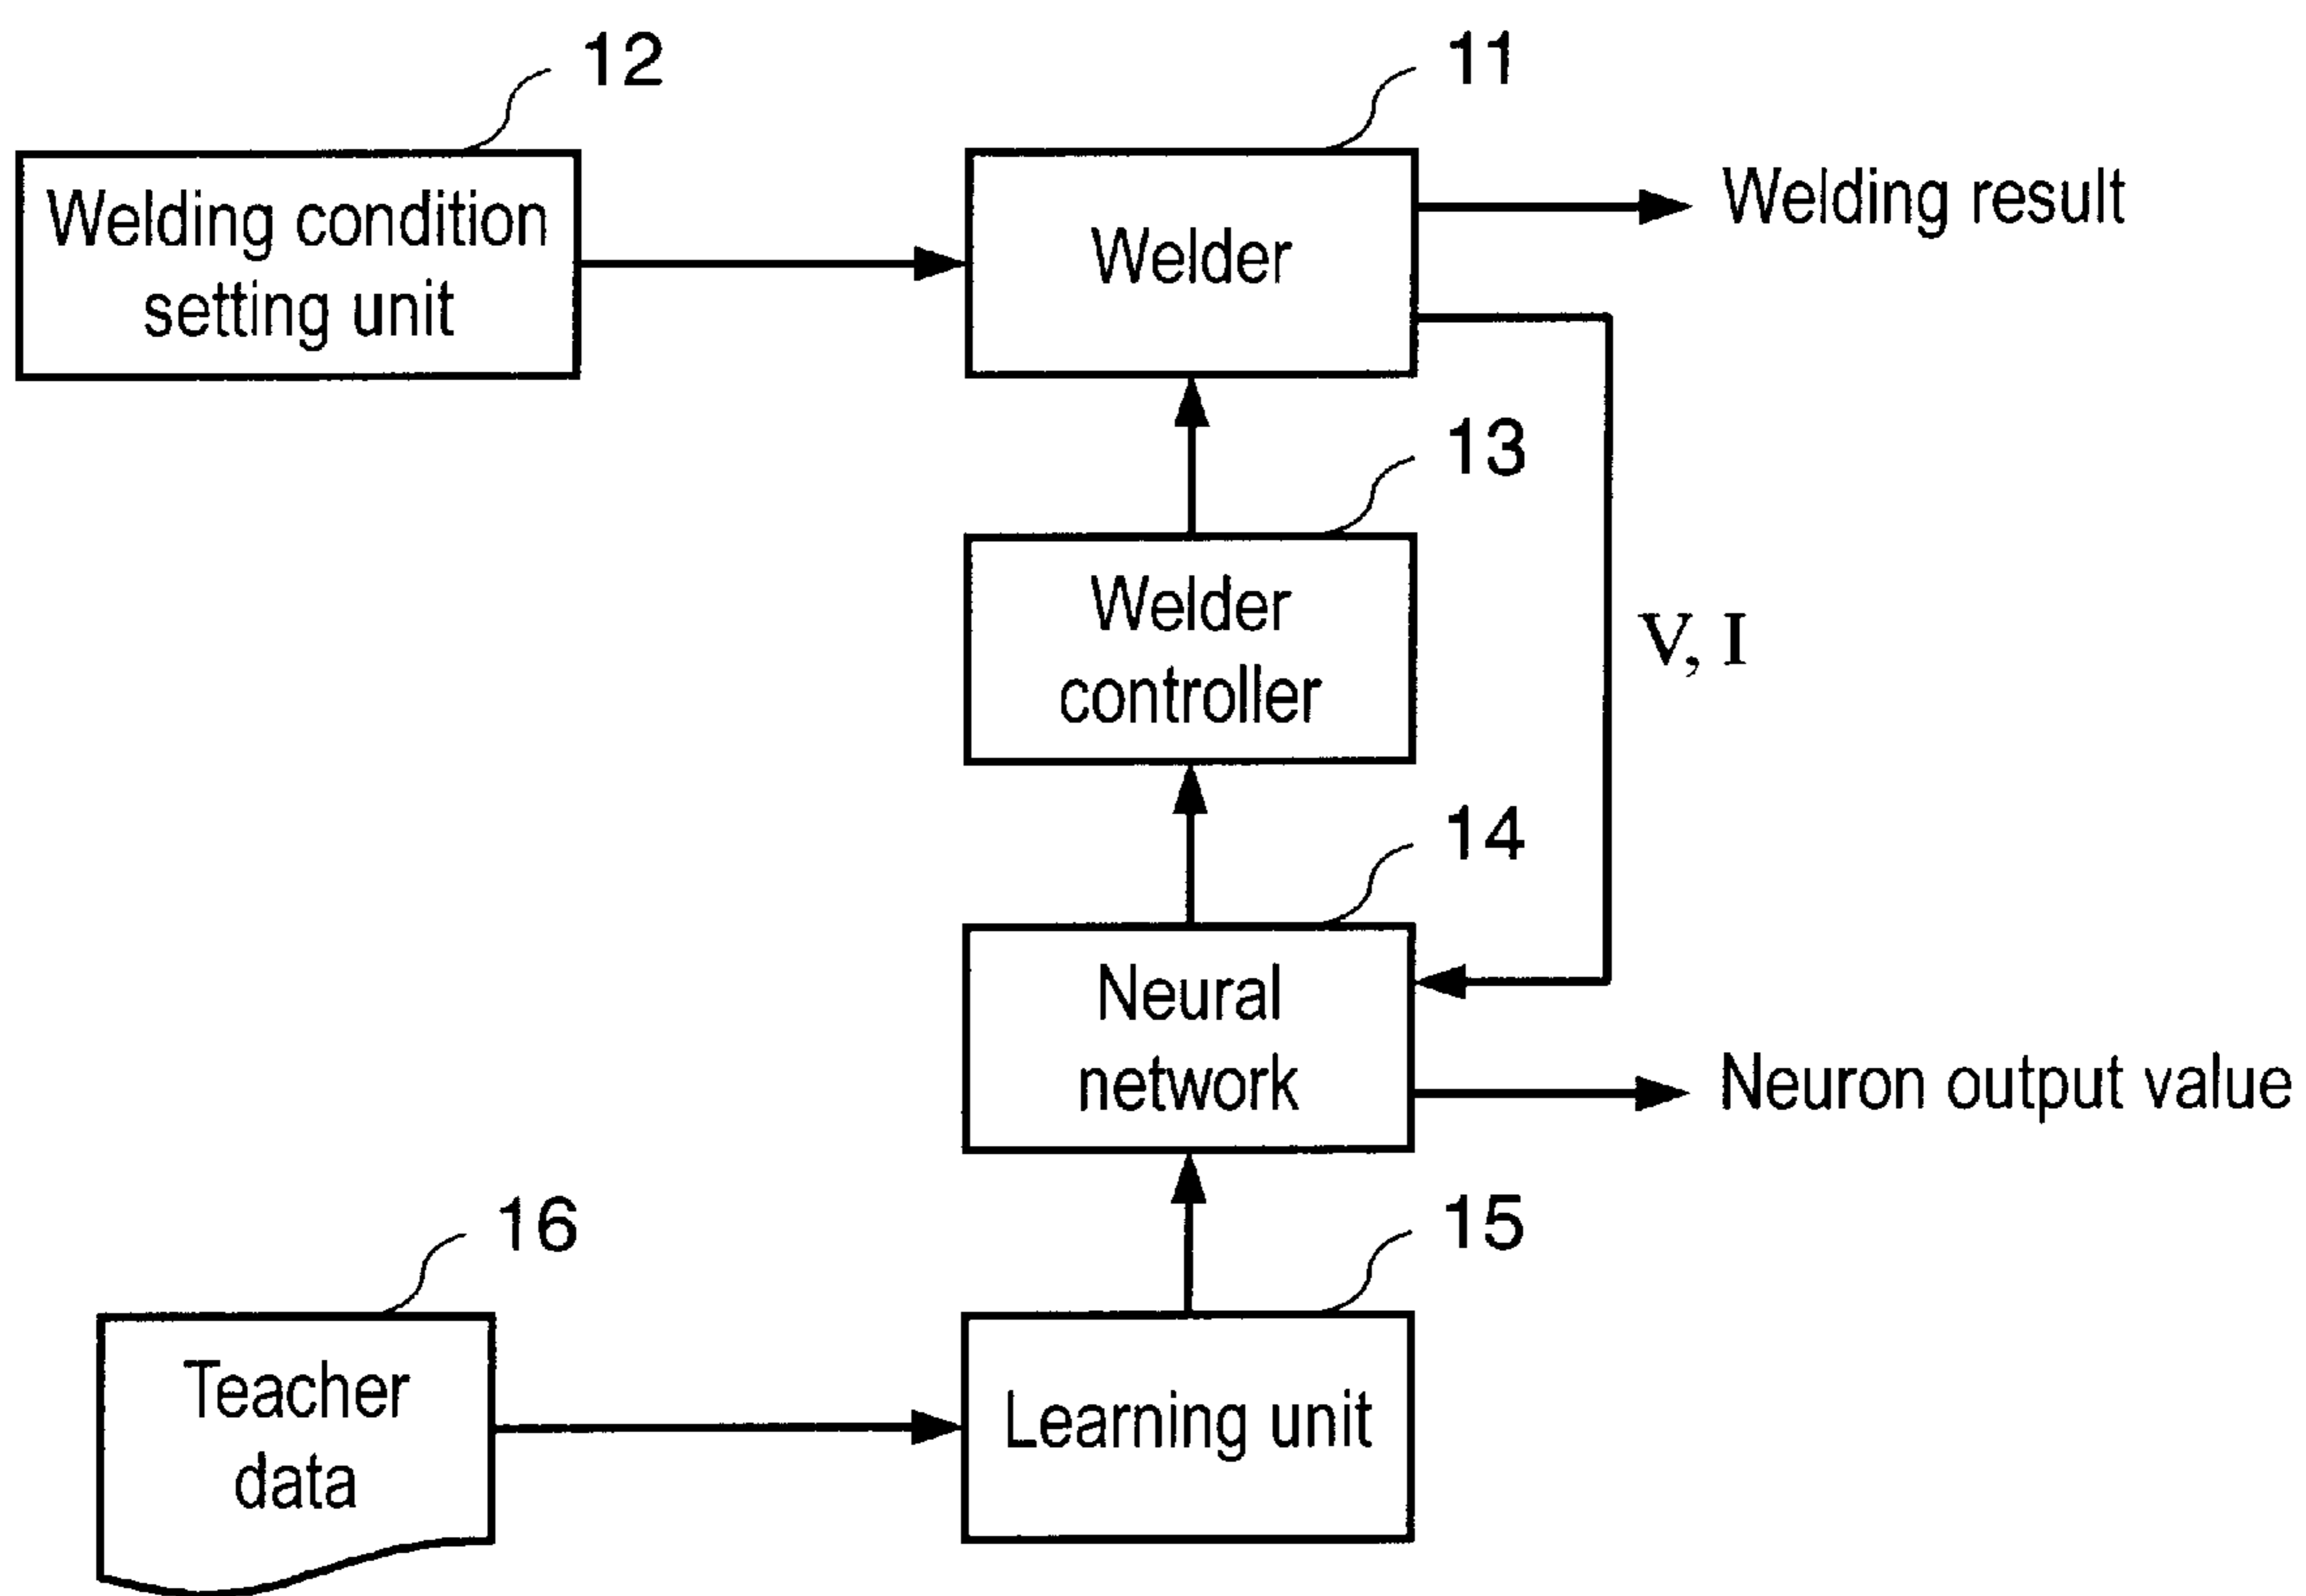 12
11
Welding condition
setting unit
Welder
Welding result
13
Welder
controller
V, I
14
Neural
network
Neuron output value
16
15
Teacher
data
Learning unit